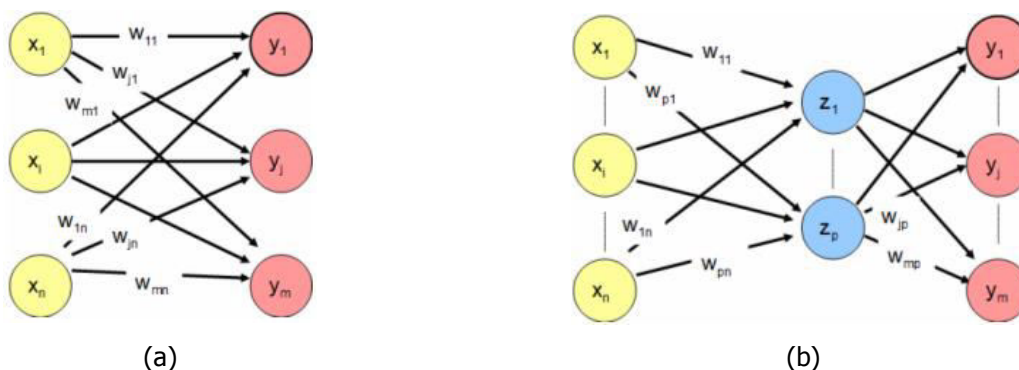 x1 w11 y1
wj1
wm1
xi yj
w1n
wjn
xn wmn ym
x1 w11 y1
wp1 z1
xi yj
w1n zp wjp
wpn wmp
xn ym
(a) (b)